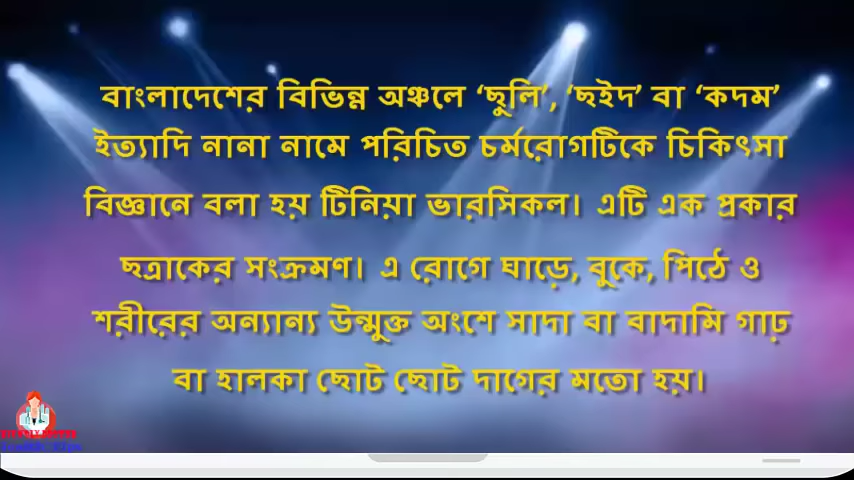 বাংলাদেশের বিভিন্ন অঞ্চলে ‘ছুলি’, ‘ছইদ’ বা ‘কদম’
ইত্যাদি নানা নামে পরিচিত চর্মরোগটিকে চিকিৎসা
বিজ্ঞানে বলা হয় টিনিয়া ভারসিকল। এটি এক প্রকার
ছত্রাকের সংক্রমণ। এ রোগে ঘাড়ে, বুকে, পিঠে ও
শরীরের অন্যান্য উন্মুক্ত অংশে সাদা বা বাদামি গাঢ়
বা হালকা ছোট ছোট দাগের মতো হয়।